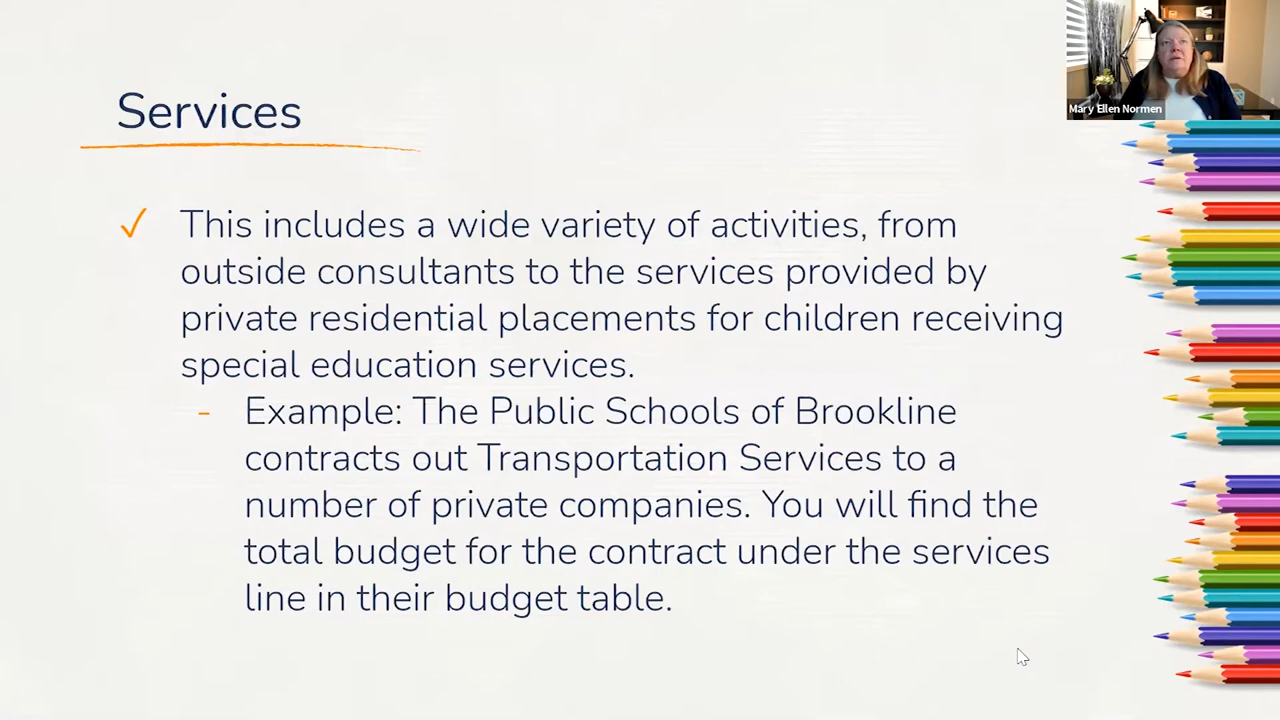 Services
Mary Ellen Normen
✓ This includes a wide variety of activities, from
outside consultants to the services provided by
private residential placements for children receiving
special education services.
- Example: The Public Schools of Brookline
contracts out Transportation Services to a
number of private companies. You will find the
total budget for the contract under the services
line in their budget table.